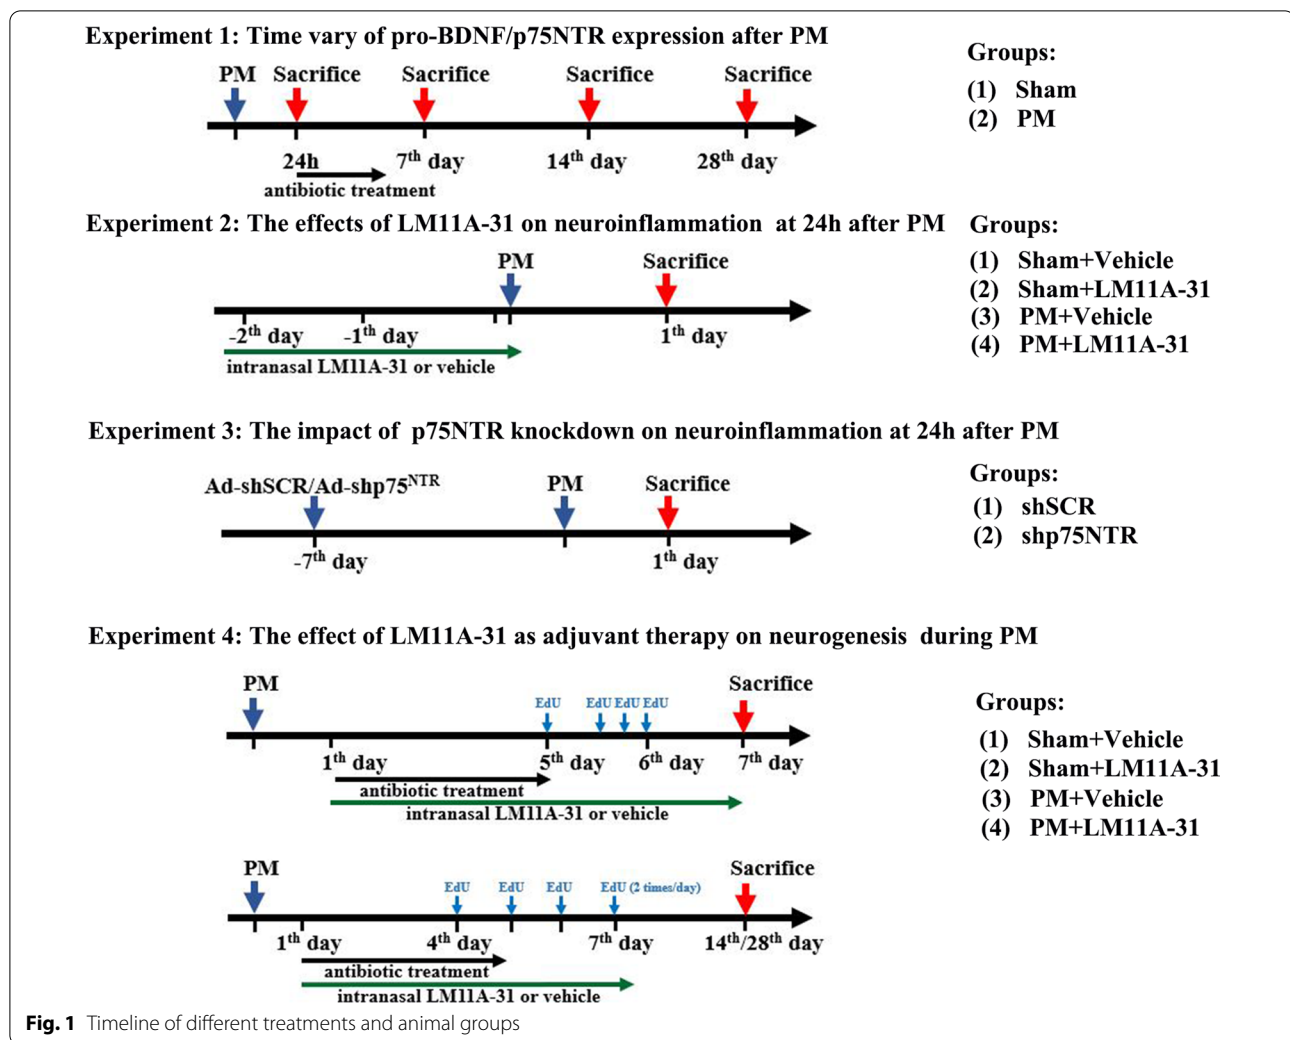 Experiment 1: Time vary of pro-BDNF/p75NTR expression after PM
Groups:
(1) Sham
(2) PM
PM Sacrifice Sacrifice Sacrifice Sacrifice
24h 7th day 14th day 28th day
antibiotic treatment
Experiment 2: The effects of LM11A-31 on neuroinflammation at 24h after PM
Groups:
(1) Sham+Vehicle
(2) Sham+LM11A-31
(3) PM+Vehicle
(4) PM+LM11A-31
PM Sacrifice
-2th day -1th day 1th day
intranasal LM11A-31 or vehicle
Experiment 3: The impact of p75NTR knockdown on neuroinflammation at 24h after PM
Groups:
(1) shSCR
(2) shp75NTR
Ad-shSCR/Ad-shp75NTR PM Sacrifice
-7th day 1th day
Experiment 4: The effect of LM11A-31 as adjuvant therapy on neurogenesis during PM
Groups:
(1) Sham+Vehicle
(2) Sham+LM11A-31
(3) PM+Vehicle
(4) PM+LM11A-31
PM Sacrifice
EdU EdU EdU EdU
1th day 5th day 6th day 7th day
antibiotic treatment
intranasal LM11A-31 or vehicle
PM Sacrifice
EdU EdU EdU EdU (2 times/day)
1th day 4th day 7th day 14th/28th day
antibiotic treatment
intranasal LM11A-31 or vehicle
Fig. 1 Timeline of different treatments and animal groups